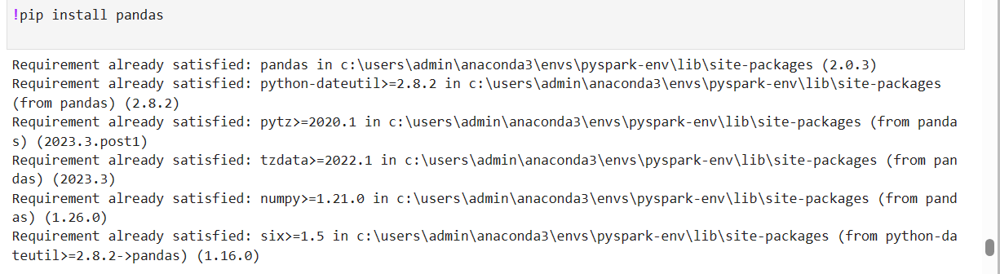 !pip install pandas
Requirement already satisfied: pandas in c:\users\admin\anaconda3\envs\pyspark-env\lib\site-packages (2.0.3)
Requirement already satisfied: python-dateutil>=2.8.2 in c:\users\admin\anaconda3\envs\pyspark-env\lib\site-packages
(from pandas) (2.8.2)
Requirement already satisfied: pytz>=2020.1 in c:\users\admin\anaconda3\envs\pyspark-env\lib\site-packages (from panda
s) (2023.3.post1)
Requirement already satisfied: tzdata>=2022.1 in c:\users\admin\anaconda3\envs\pyspark-env\lib\site-packages (from pan
das) (2023.3)
Requirement already satisfied: numpy>=1.21.0 in c:\users\admin\anaconda3\envs\pyspark-env\lib\site-packages (from pand
as) (1.26.0)
Requirement already satisfied: six>=1.5 in c:\users\admin\anaconda3\envs\pyspark-env\lib\site-packages (from python-da
teutil>=2.8.2->pandas) (1.16.0)